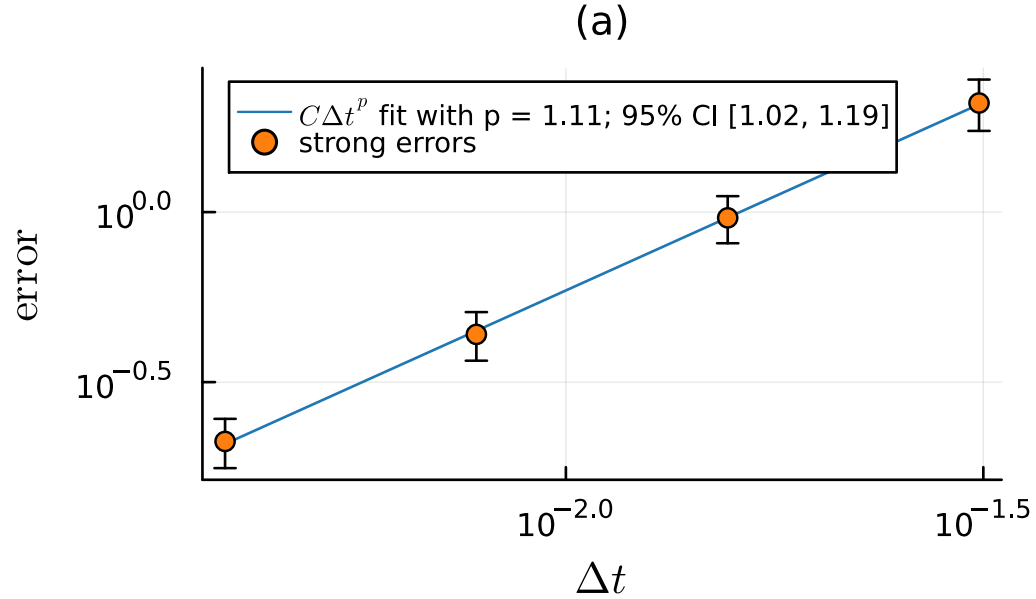 (a)
CΔt^p fit with p = 1.11; 95% CI [1.02, 1.19]
strong errors
error
10^0.0
10^−0.5
10^−2.0
10^−1.5
Δt